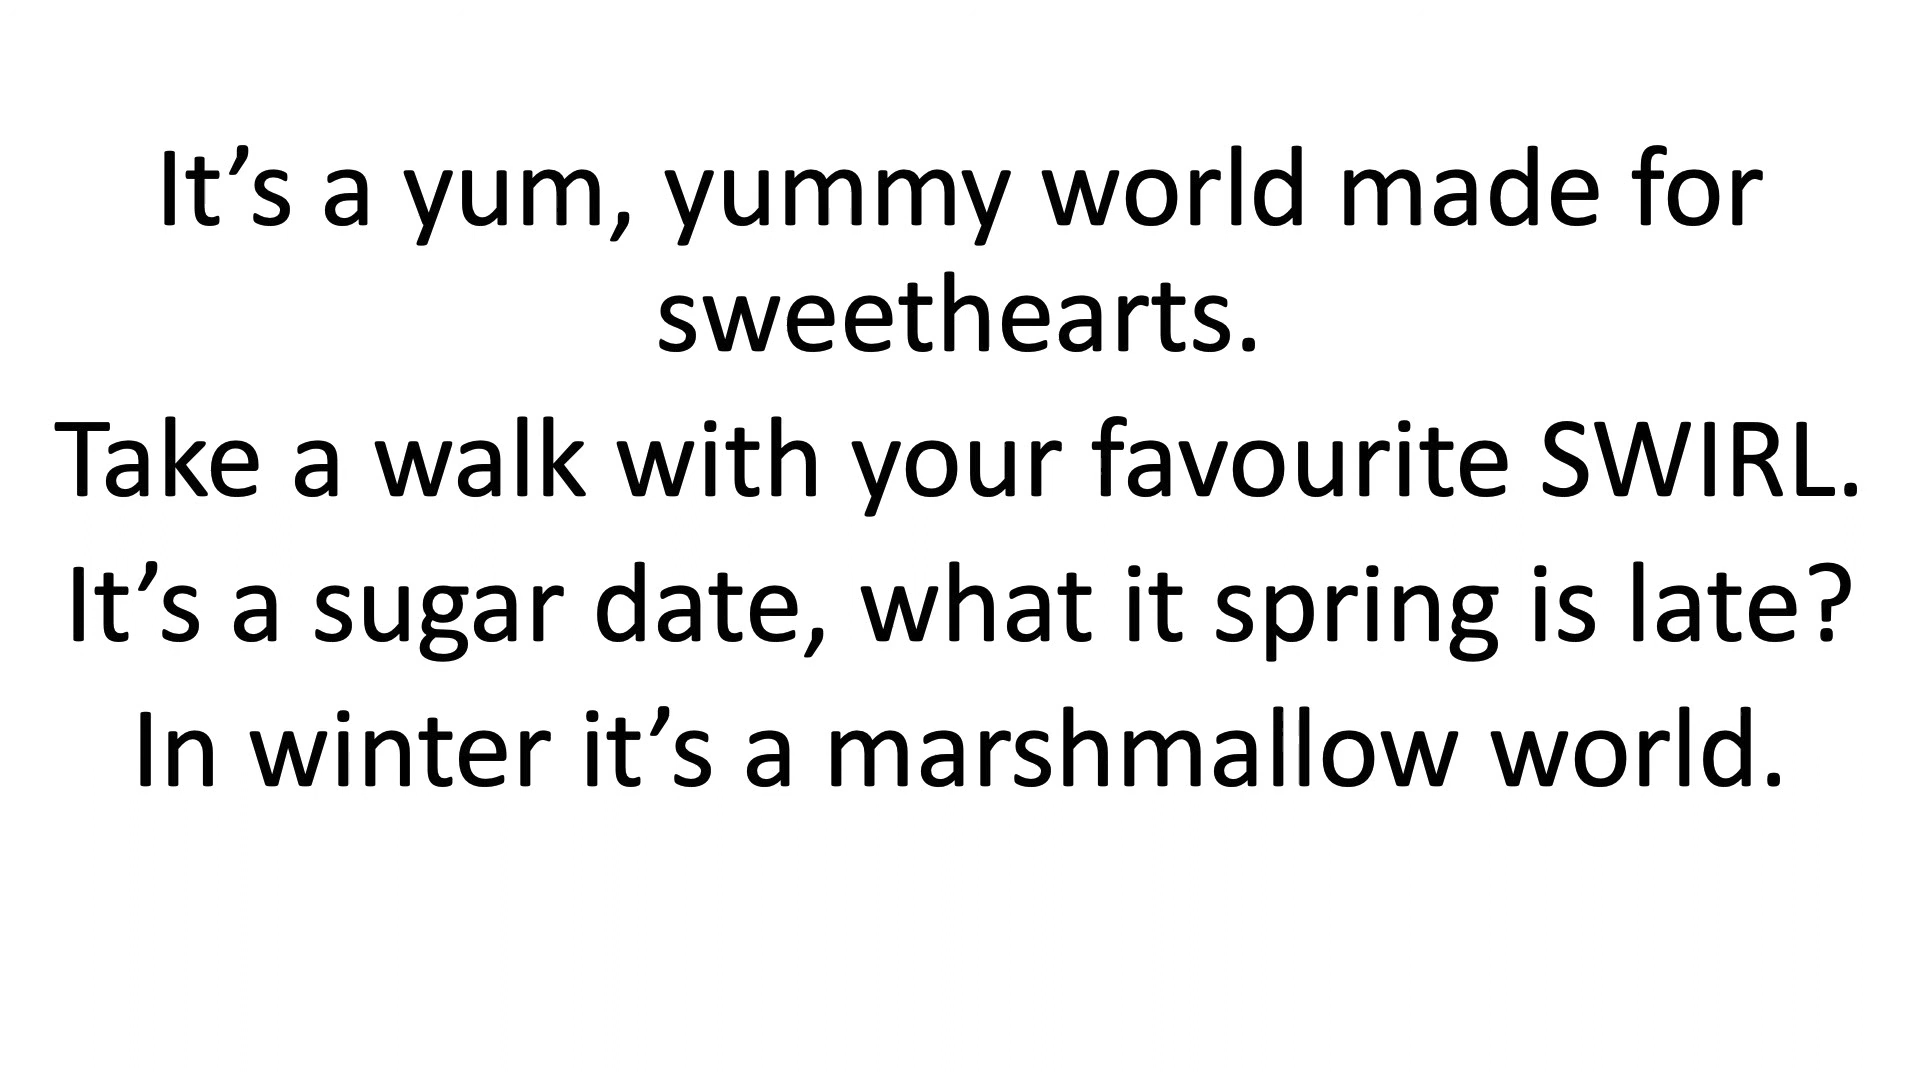 It’s a yum, yummy world made for
sweethearts.
Take a walk with your favourite SWIRL.
It’s a sugar date, what it spring is late?
In winter it’s a marshmallow world.